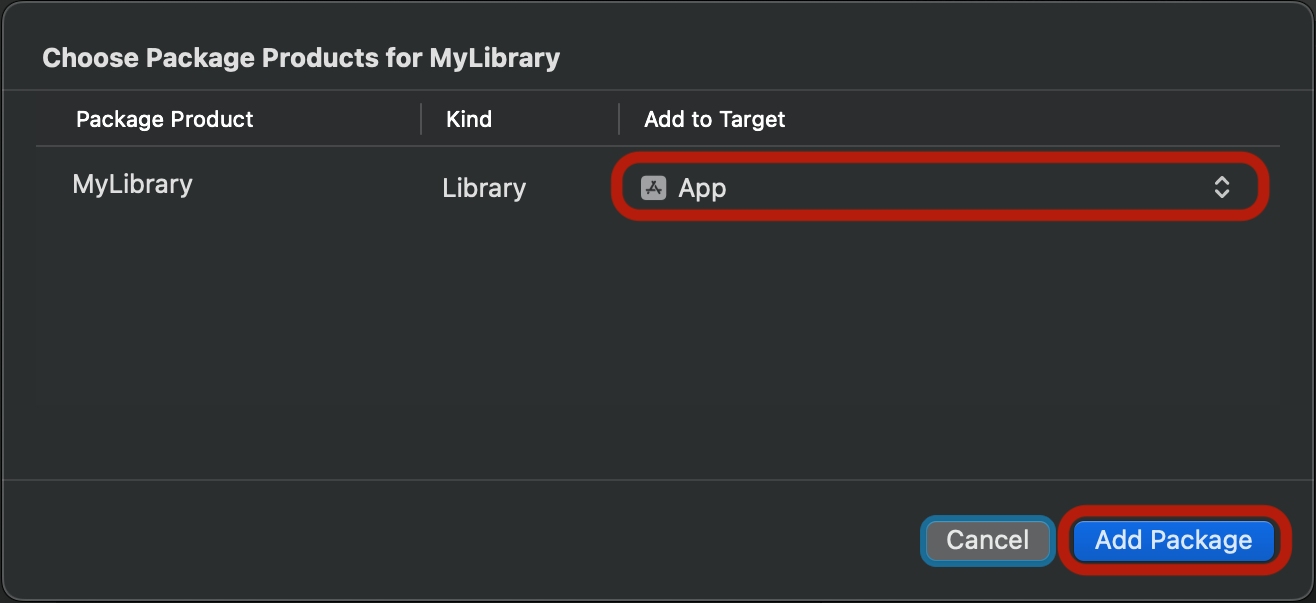 Choose Package Products for MyLibrary
Package Product Kind Add to Target
MyLibrary Library App
Cancel Add Package